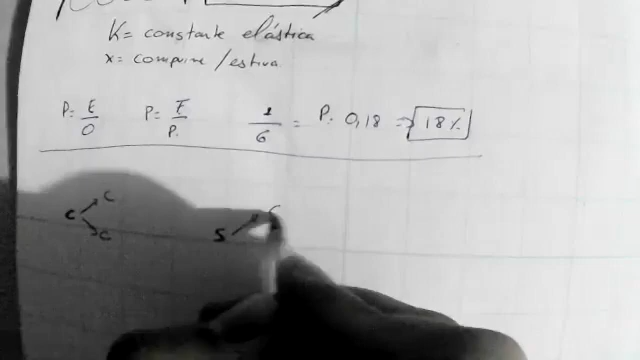 K= constante elástica
x= comprime /estira
P= E/O P= F/P. 1/6 = P: 0,18 => 18%
C C S
C